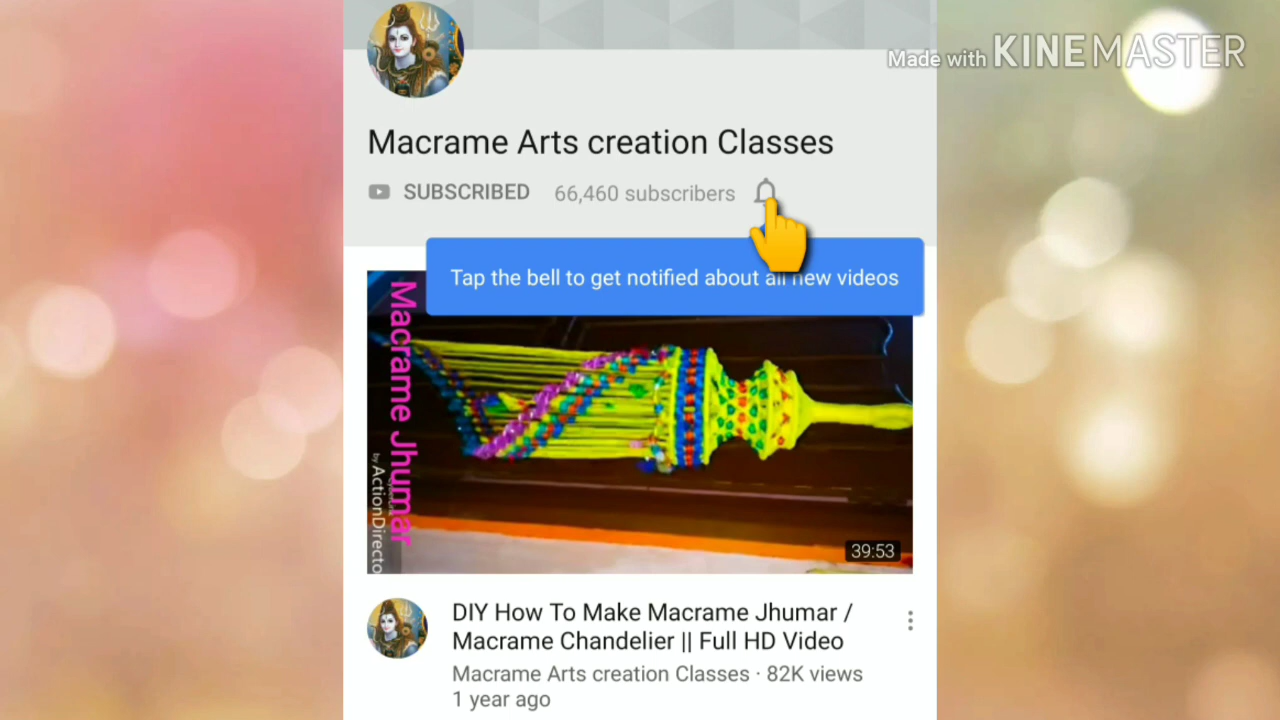 Made with KINEMASTER
Macrame Arts creation Classes
SUBSCRIBED 66,460 subscribers
Tap the bell to get notified about all new videos
Macrame Jhumar
by ActionDirecto
39:53
DIY How To Make Macrame Jhumar /
Macrame Chandelier || Full HD Video
Macrame Arts creation Classes · 82K views
1 year ago